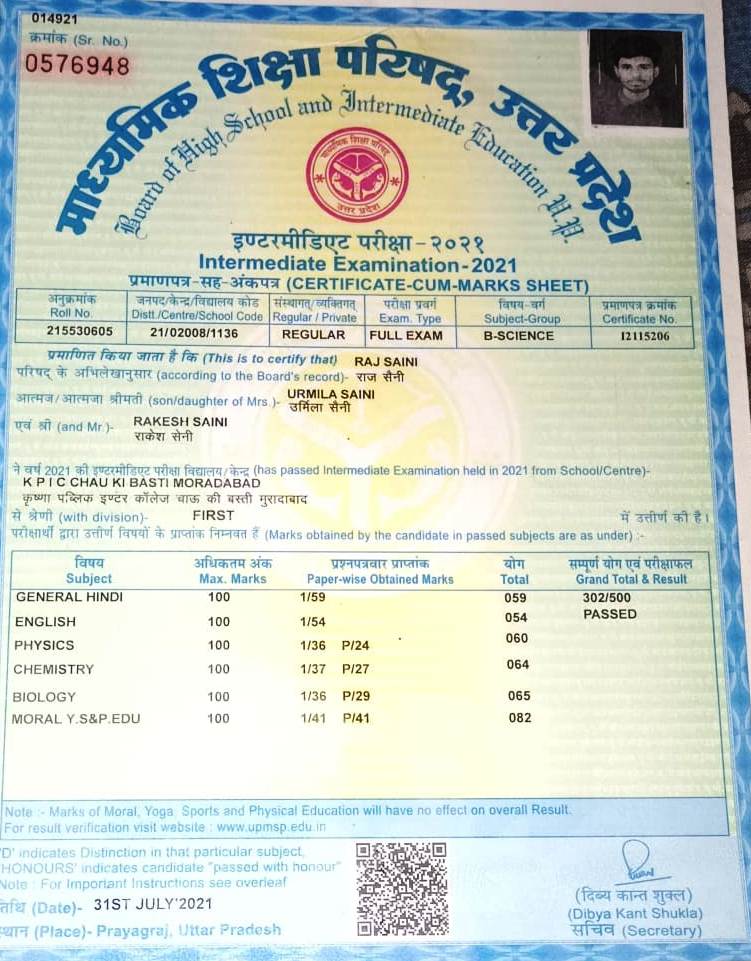 014921
क्रमांक (Sr. No.)
0576948
माध्यमिक शिक्षा परिषद्, उत्तर प्रदेश
Board of High School and Intermediate Education U.P.
माध्यमिक शिक्षा परिषद्
उत्तर प्रदेश
इण्टरमीडिएट परीक्षा - २०२१
Intermediate Examination - 2021
प्रमाणपत्र-सह-अंकपत्र (CERTIFICATE-CUM-MARKS SHEET)
अनुक्रमांक जनपद/केन्द्र/विद्यालय कोड संस्थागत्/व्यक्तिगत् परीक्षा प्रवर्ग विषय-वर्ग प्रमाणपत्र क्रमांक
Roll No. Distt./Centre/School Code Regular / Private Exam. Type Subject-Group Certificate No.
215530605 21/02008/1136 REGULAR FULL EXAM B-SCIENCE 12115206
प्रमाणित किया जाता है कि (This is to certify that) RAJ SAINI
परिषद् के अभिलेखानुसार (according to the Board's record)- राज सैनी
आत्मज/आत्मजा श्रीमती (son/daughter of Mrs.)- URMILA SAINI
उर्मिला सैनी
एवं श्री (and Mr.)- RAKESH SAINI
राकेश सेनी
ने वर्ष 2021 की इण्टरमीडिएट परीक्षा विद्यालय/केन्द्र (has passed Intermediate Examination held in 2021 from School/Centre)-
K P I C CHAU KI BASTI MORADABAD
कृष्णा पब्लिक इण्टर कॉलेज चाऊ की बस्ती मुरादाबाद
से श्रेणी (with division)- FIRST में उत्तीर्ण की है।
परीक्षार्थी द्वारा उत्तीर्ण विषयों के प्राप्तांक निम्नवत हैं (Marks obtained by the candidate in passed subjects are as under) :-
विषय अधिकतम अंक प्रश्नपत्रवार प्राप्तांक योग सम्पूर्ण योग एवं परीक्षाफल
Subject Max. Marks Paper-wise Obtained Marks Total Grand Total & Result
GENERAL HINDI 100 1/59 059 302/500
ENGLISH 100 1/54 054 PASSED
PHYSICS 100 1/36 P/24 060
CHEMISTRY 100 1/37 P/27 064
BIOLOGY 100 1/36 P/29 065
MORAL Y.S&P.EDU 100 1/41 P/41 082
Note :- Marks of Moral, Yoga, Sports and Physical Education will have no effect on overall Result.
For result verification visit website : www.upmsp.edu.in
'D' indicates Distinction in that particular subject,
'HONOURS' indicates candidate "passed with honour"
Note : For Important Instructions see overleaf
तिथि (Date)- 31ST JULY'2021
स्थान (Place)- Prayagraj, Uttar Pradesh
(दिब्य कान्त शुक्ल)
(Dibya Kant Shukla)
सचिव (Secretary)